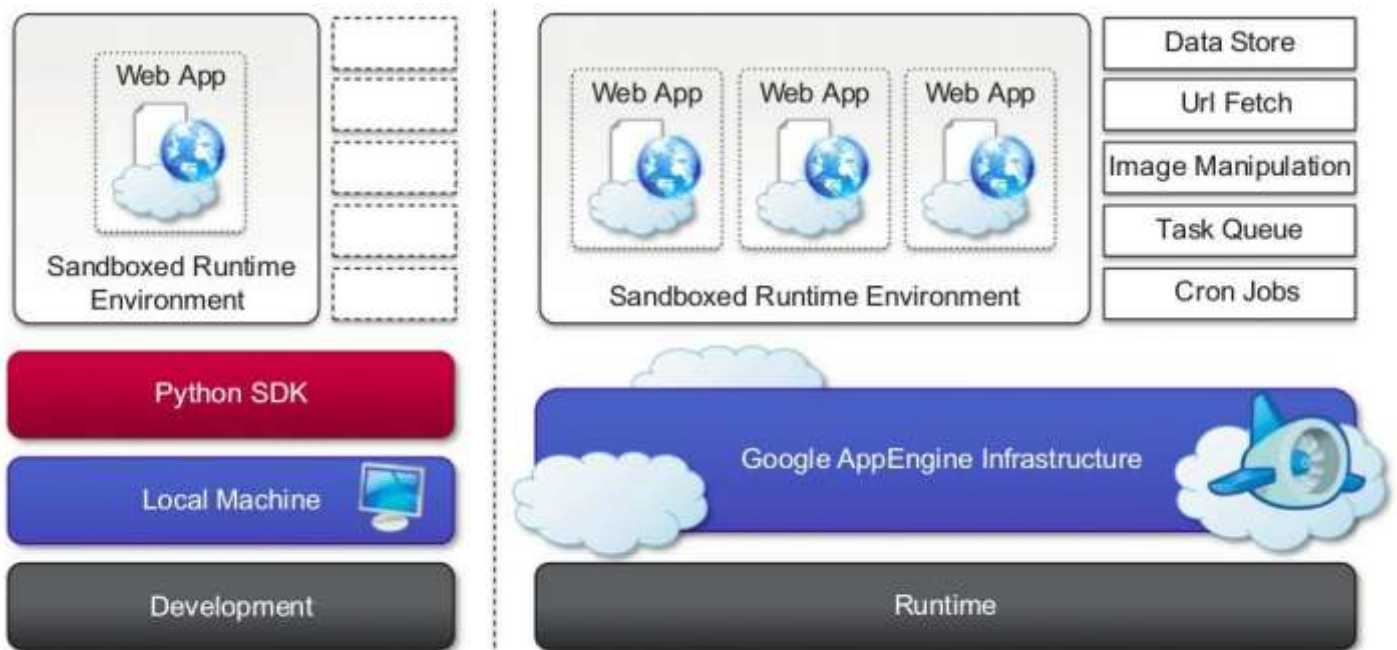 Web App
Sandboxed Runtime
Environment
Python SDK
Local Machine
Development
Web App
Web App
Web App
Sandboxed Runtime Environment
Data Store
Url Fetch
Image Manipulation
Task Queue
Cron Jobs
Google AppEngine Infrastructure
Runtime